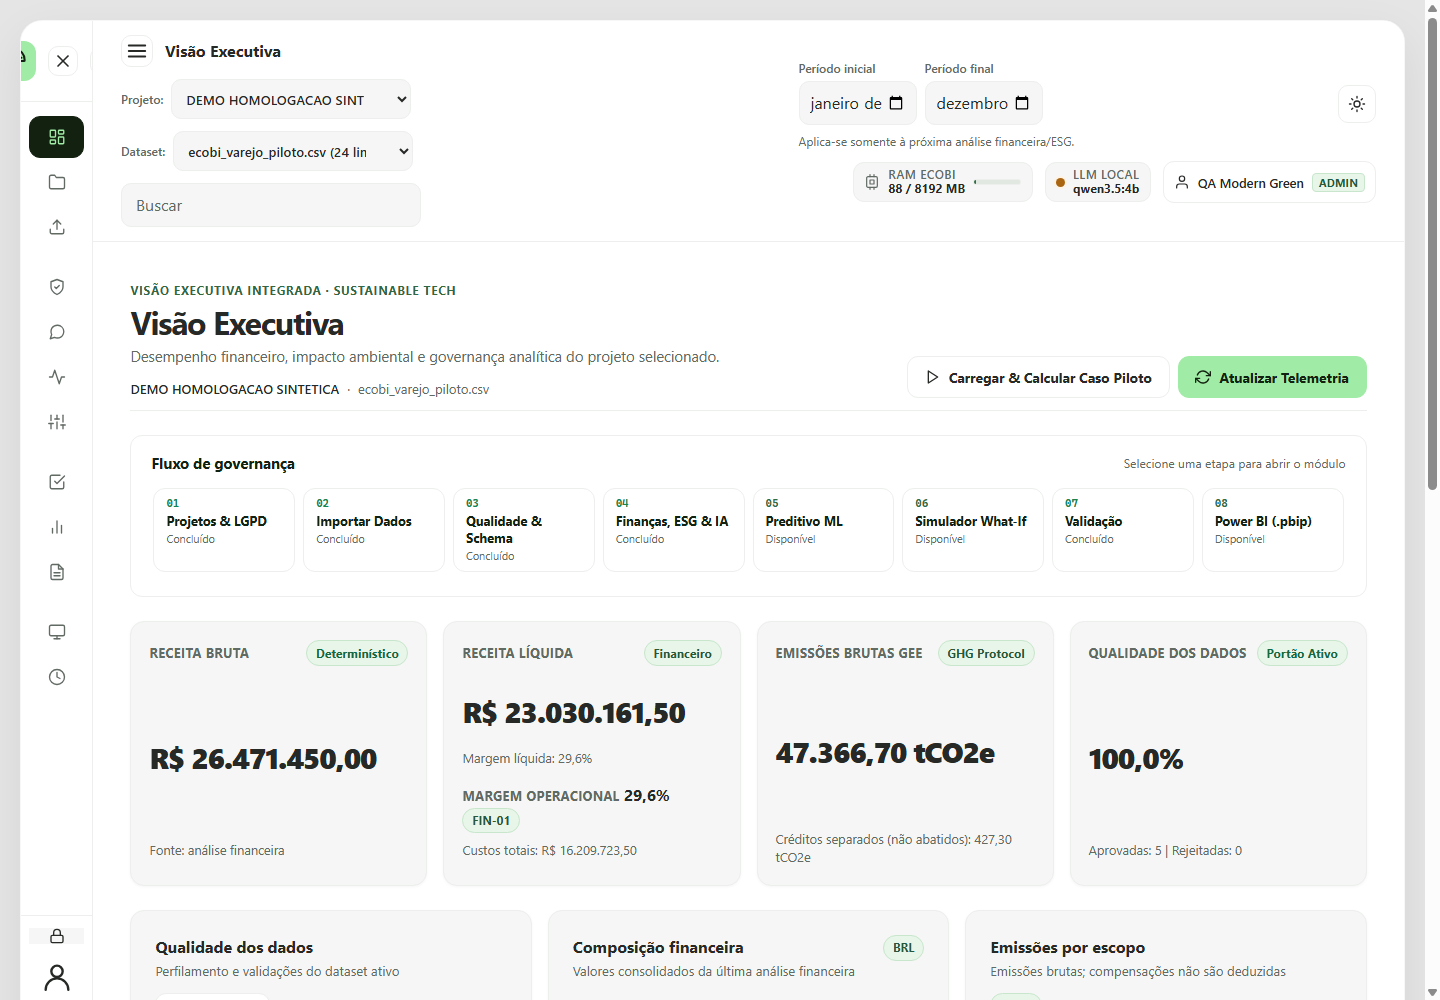 Visão Executiva
Projeto:
DEMO HOMOLOGACAO SINT
Dataset:
ecobi_varejo_piloto.csv (24 lin
Buscar
Período inicial
Período final
janeiro de
dezembro
Aplica-se somente à próxima análise financeira/ESG.
RAM ECOBI
88 / 8192 MB
LLM LOCAL
qwen3.5:4b
QA Modern Green
ADMIN
VISÃO EXECUTIVA INTEGRADA · SUSTAINABLE TECH
Visão Executiva
Desempenho financeiro, impacto ambiental e governança analítica do projeto selecionado.
DEMO HOMOLOGACAO SINTETICA · ecobi_varejo_piloto.csv
Carregar & Calcular Caso Piloto
Atualizar Telemetria
Fluxo de governança
Selecione uma etapa para abrir o módulo
01
Projetos & LGPD
Concluído
02
Importar Dados
Concluído
03
Qualidade &
Schema
Concluído
04
Finanças, ESG & IA
Concluído
05
Preditivo ML
Disponível
06
Simulador What-If
Disponível
07
Validação
Concluído
08
Power BI (.pbip)
Disponível
RECEITA BRUTA
Determinístico
R$ 26.471.450,00
Fonte: análise financeira
RECEITA LÍQUIDA
Financeiro
R$ 23.030.161,50
Margem líquida: 29,6%
MARGEM OPERACIONAL 29,6%
FIN-01
Custos totais: R$ 16.209.723,50
EMISSÕES BRUTAS GEE
GHG Protocol
47.366,70 tCO2e
Créditos separados (não abatidos): 427,30
tCO2e
QUALIDADE DOS DADOS
Portão Ativo
100,0%
Aprovadas: 5 | Rejeitadas: 0
Qualidade dos dados
Perfilamento e validações do dataset ativo
Composição financeira
BRL
Valores consolidados da última análise financeira
Emissões por escopo
Emissões brutas; compensações não são deduzidas